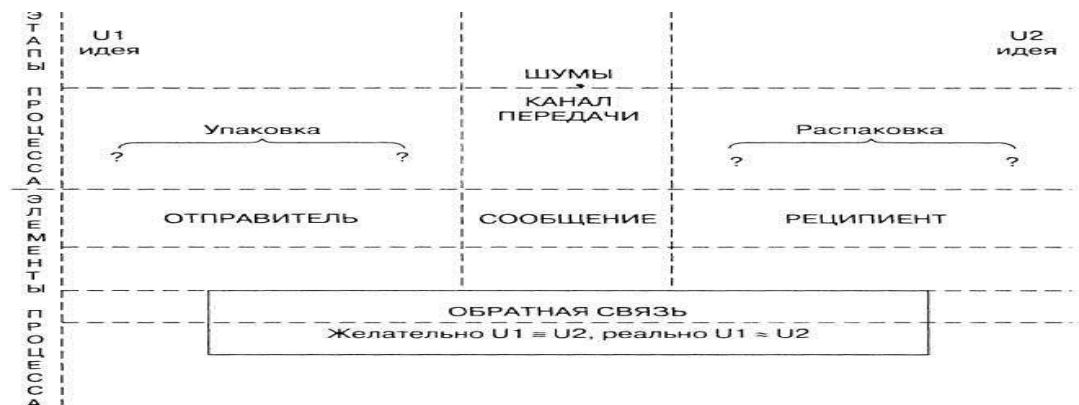 ЭТАПЫ ПРОЦЕССА
U1
идея
U2
идея
ШУМЫ
КАНАЛ
ПЕРЕДАЧИ
Упаковка
Распаковка
? ?
? ?
ЭЛЕМЕНТЫ ПРОЦЕССА
ОТПРАВИТЕЛЬ
СООБЩЕНИЕ
РЕЦИПИЕНТ
ОБРАТНАЯ СВЯЗЬ
Желательно U1 = U2, реально U1 ≈ U2